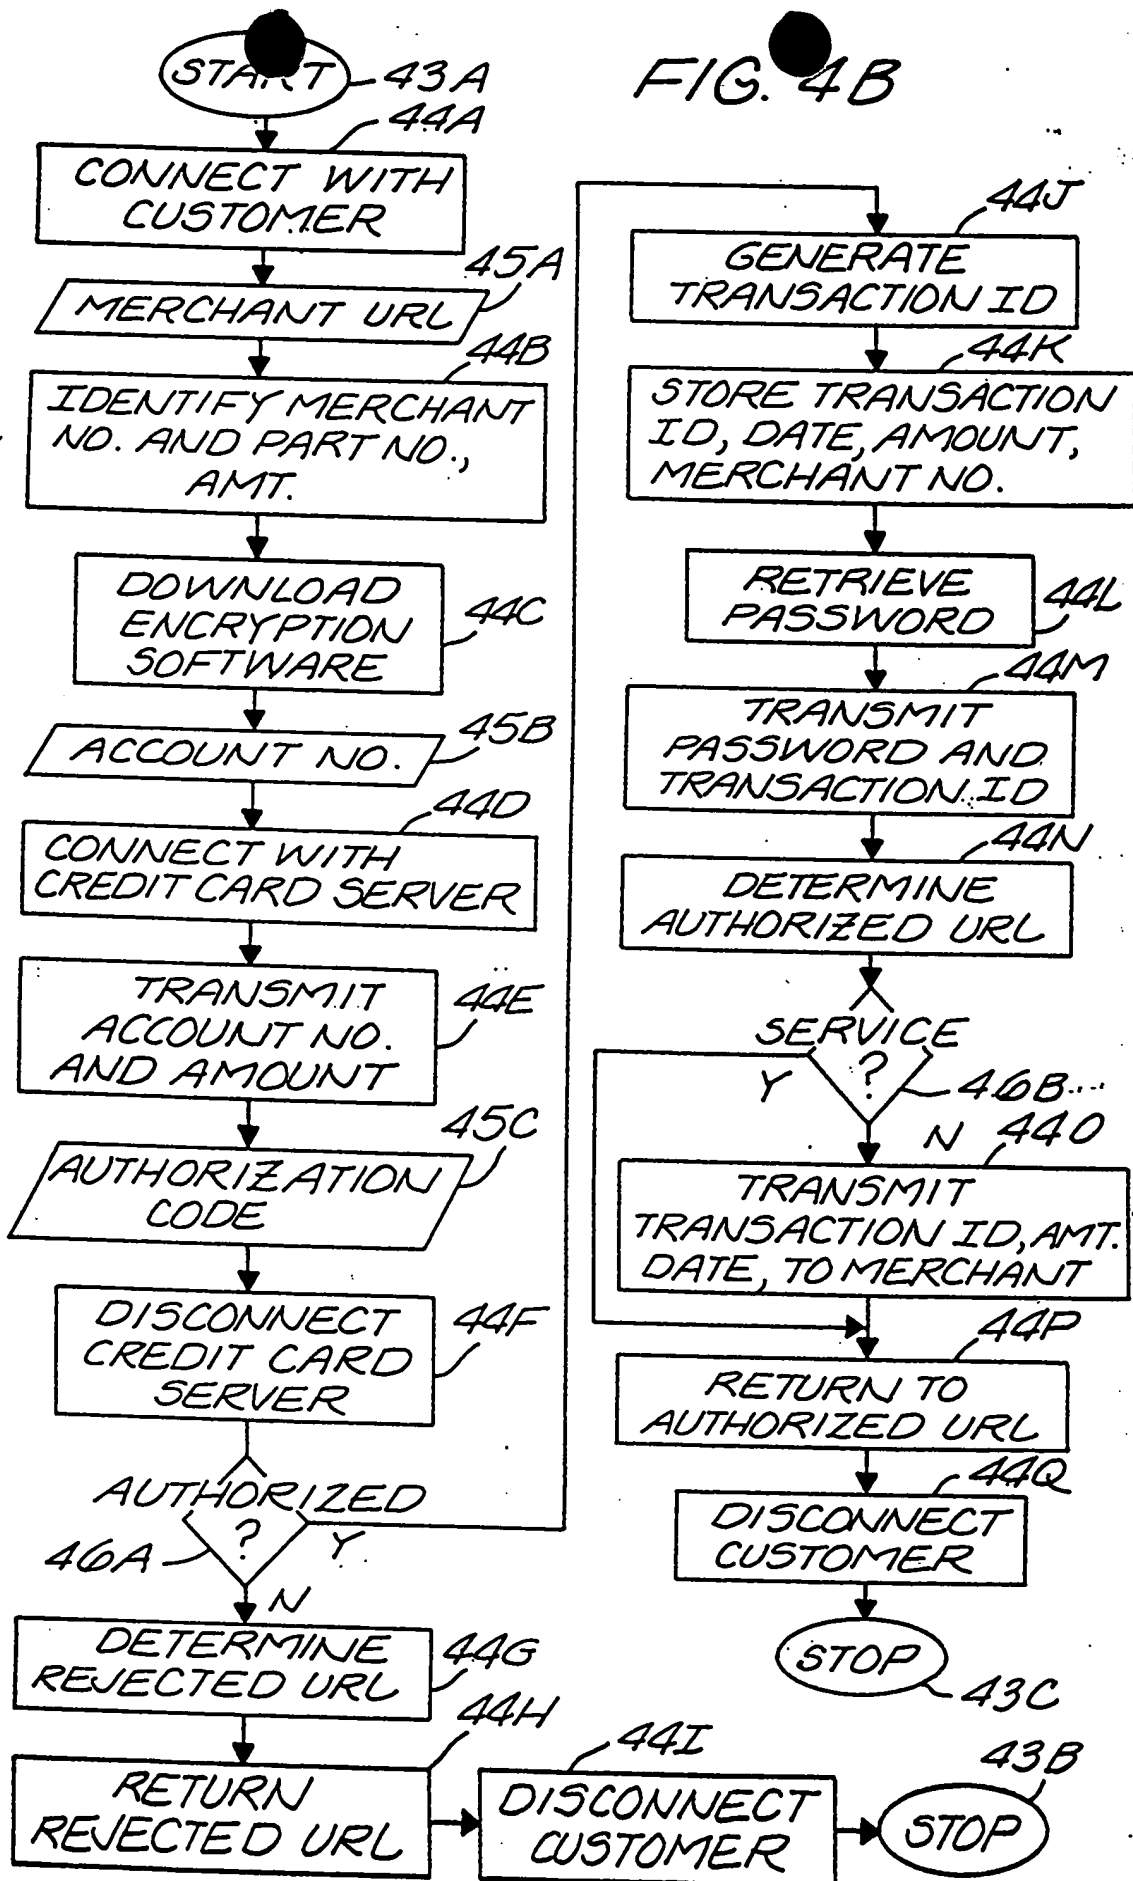 START
43A
FIG. 4B
44A
CONNECT WITH
CUSTOMER
45A
MERCHANT URL
44B
IDENTIFY MERCHANT
NO. AND PART NO.,
AMT.
DOWNLOAD
ENCRYPTION
SOFTWARE
44C
45B
ACCOUNT NO.
44D
CONNECT WITH
CREDIT CARD SERVER
TRANSMIT
ACCOUNT NO.
AND AMOUNT
44E
45C
AUTHORIZATION
CODE
DISCONNECT
CREDIT CARD
SERVER
44F
AUTHORIZED
?
Y
46A
N
DETERMINE
REJECTED URL
44G
44H
RETURN
REJECTED URL
44I
DISCONNECT
CUSTOMER
43B
STOP
44J
GENERATE
TRANSACTION ID
44K
STORE TRANSACTION
ID, DATE, AMOUNT,
MERCHANT NO.
RETRIEVE
PASSWORD
44L
44M
TRANSMIT
PASSWORD AND
TRANSACTION ID
44N
DETERMINE
AUTHORIZED URL
SERVICE
?
Y
46B
N
44O
TRANSMIT
TRANSACTION ID, AMT.
DATE, TO MERCHANT
44P
RETURN TO
AUTHORIZED URL
44Q
DISCONNECT
CUSTOMER
STOP
43C